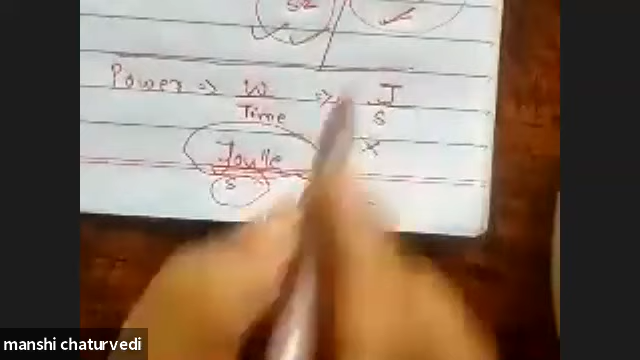 Power => W/Time => J/s
Joule/s x
manshi chaturvedi